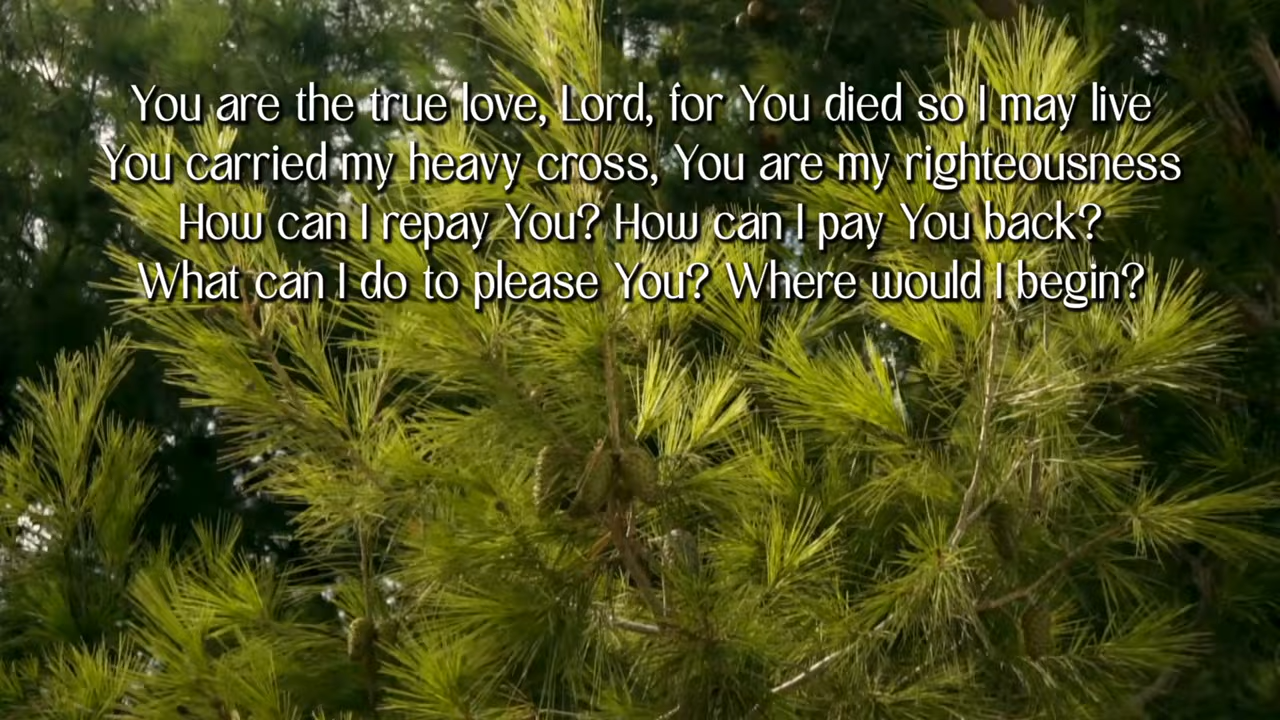 You are the true love, Lord, for You died so I may live
You carried my heavy cross, You are my righteousness
How can I repay You? How can I pay You back?
What can I do to please You? Where would I begin?